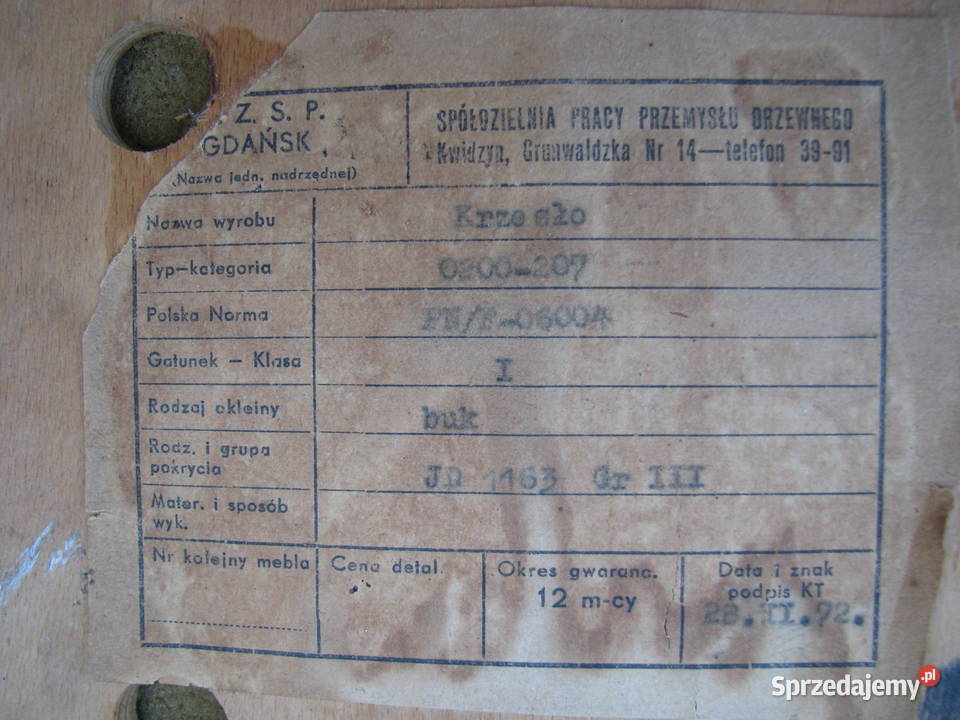 Z. S. P.
GDAŃSK
(Nazwa jedn. nadrzędnej)
SPÓŁDZIELNIA PRACY PRZEMYSŁU DRZEWNEGO
Kwidzyn, Grunwaldzka Nr 14—telefon 39-91
Nazwa wyrobu Krzesło
Typ—kategoria 0200-207
Polska Norma PN/F-06004
Gatunek — Klasa I
Rodzaj okleiny buk
Rodz. i grupa
pokrycia JD 1163 Gr III
Mater. i sposób
wyk.
Nr kolejny mebla
Cena detal.
Okres gwaranc.
12 m-cy
Data i znak
podpis KT
.72.
Sprzedajemy.pl